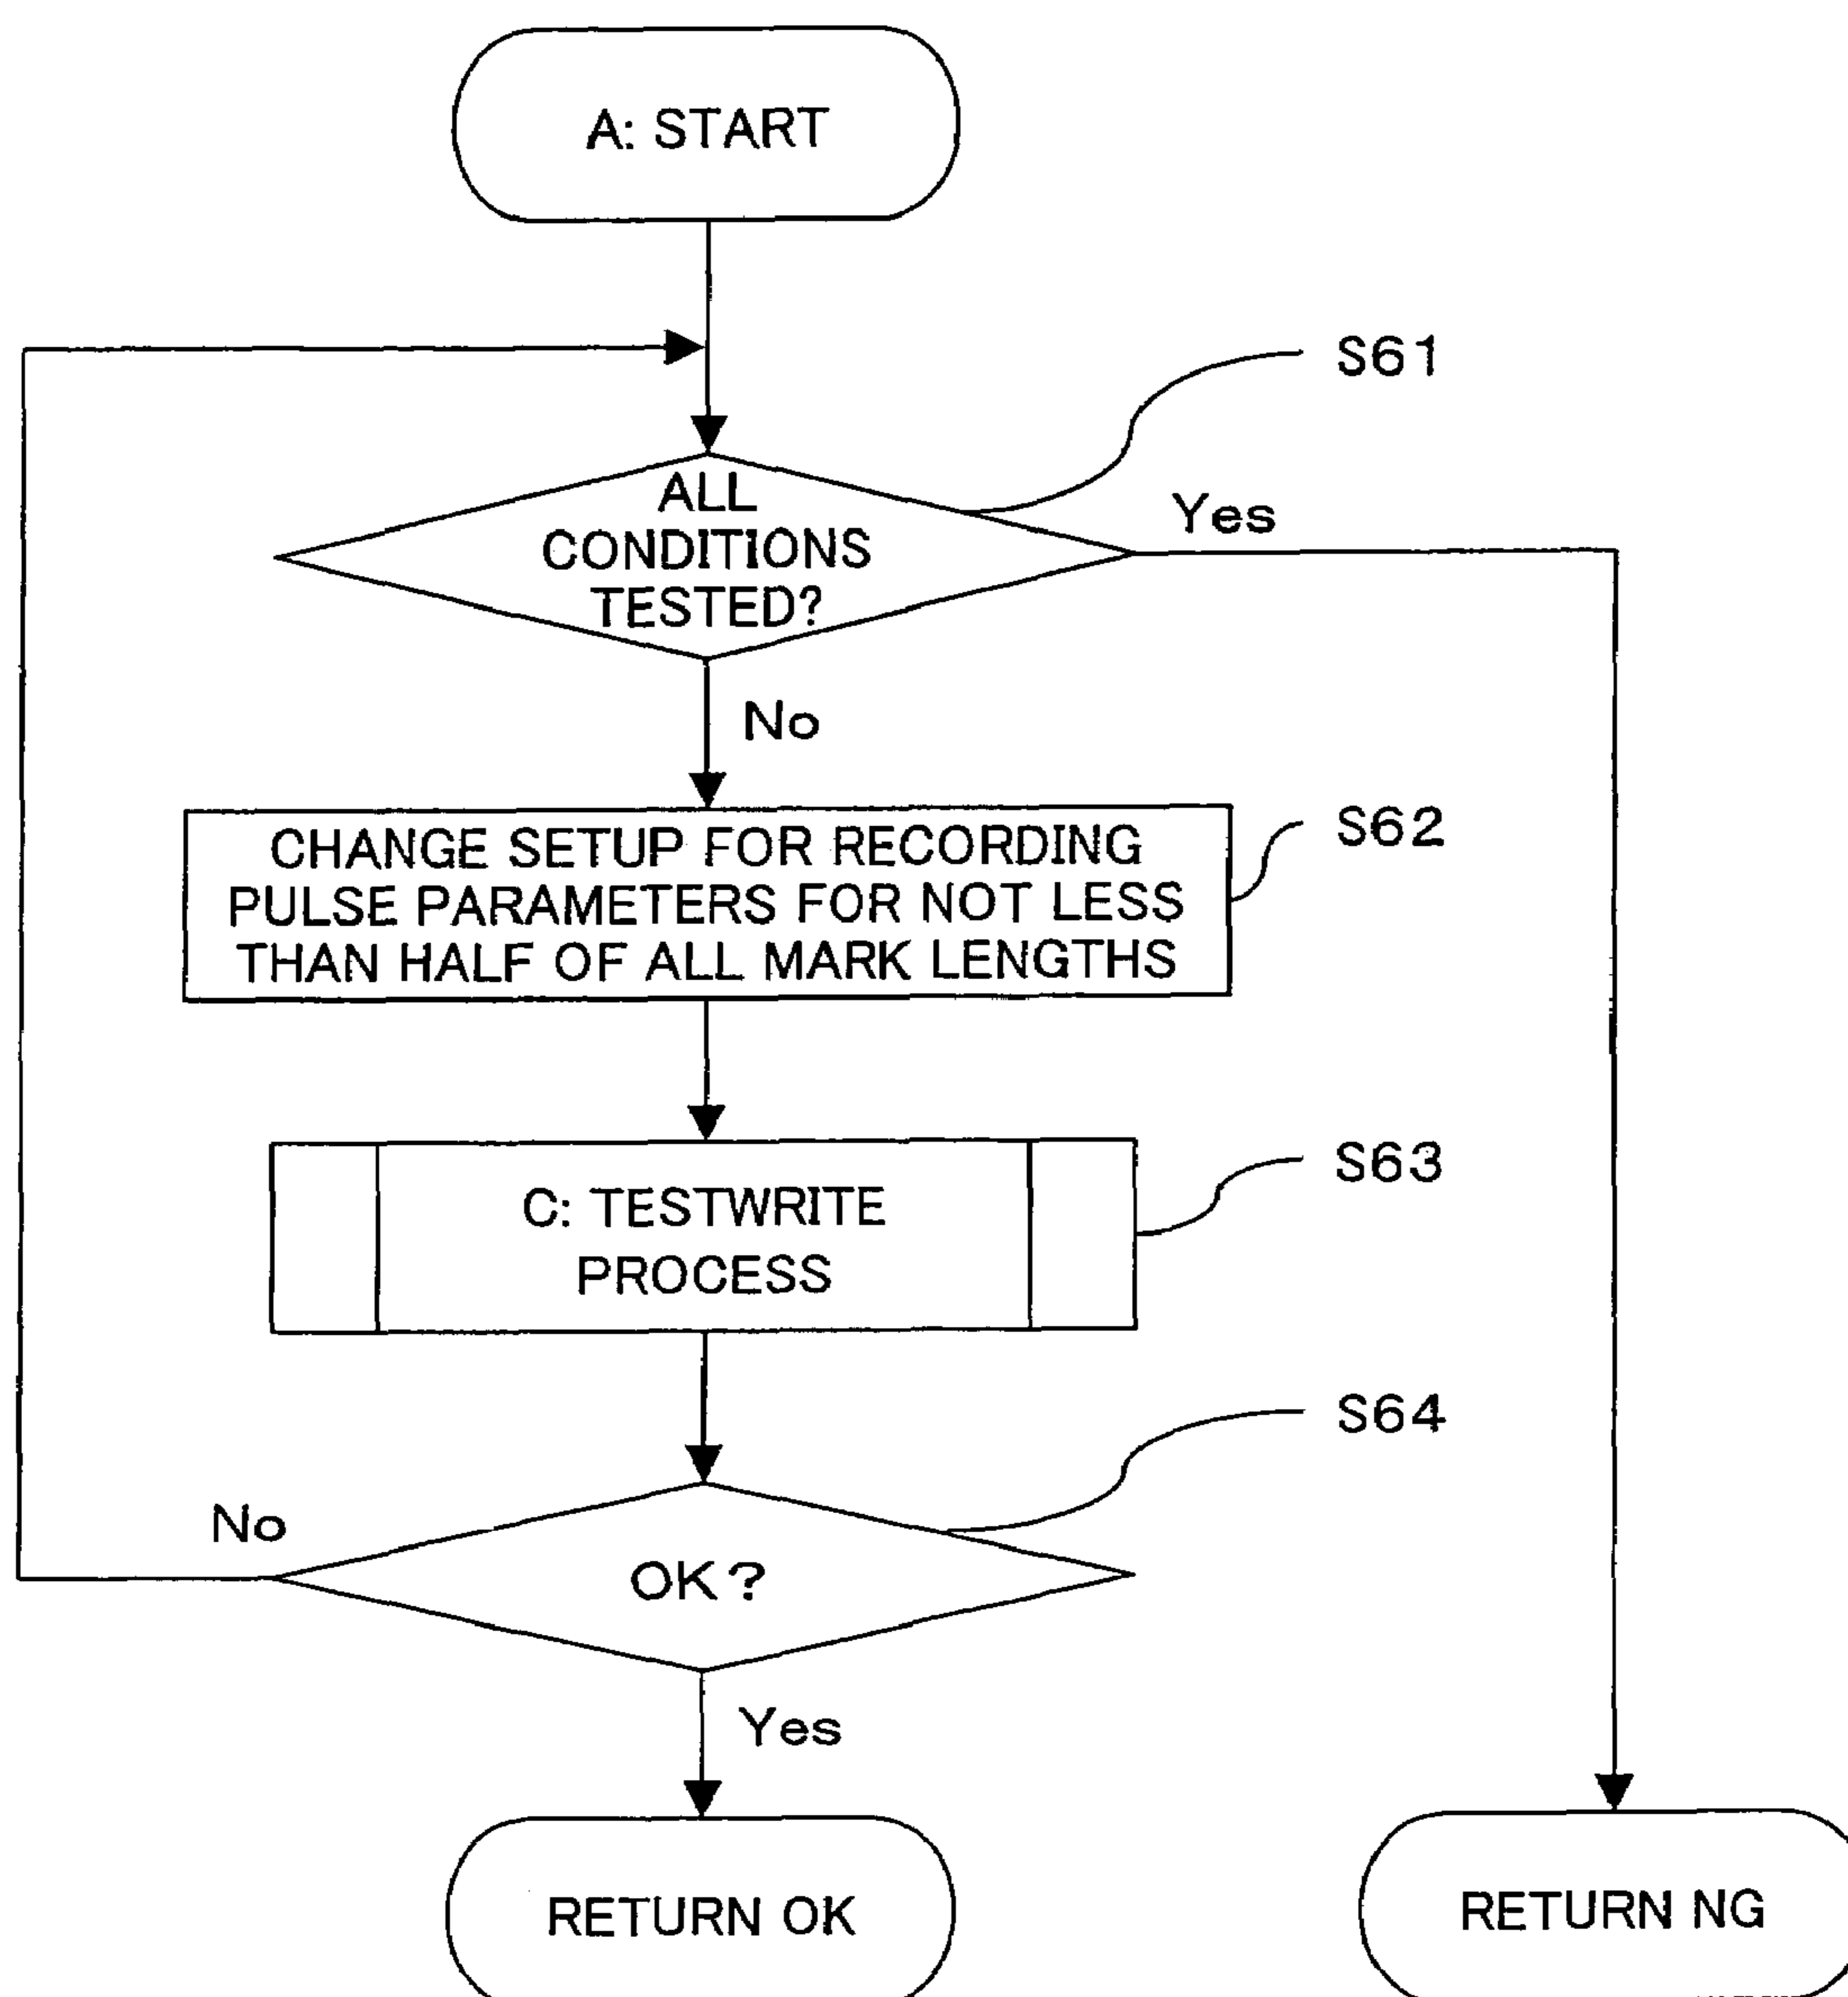 A: START
S61
ALL
CONDITIONS
TESTED?
Yes
No
S62
CHANGE SETUP FOR RECORDING
PULSE PARAMETERS FOR NOT LESS
THAN HALF OF ALL MARK LENGTHS
S63
C: TESTWRITE
PROCESS
S64
No
OK?
Yes
RETURN OK
RETURN NG